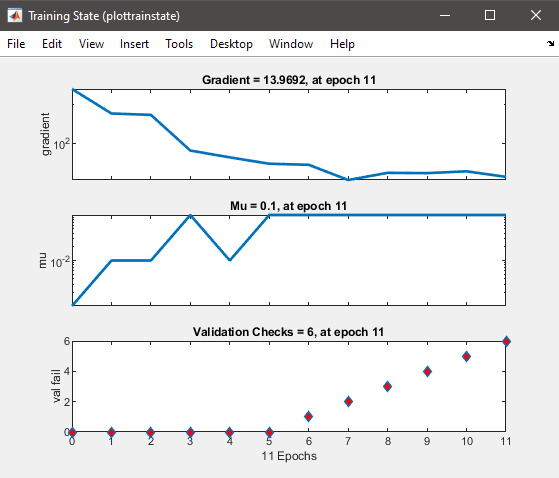 Training State (plottrainstate)
File Edit View Insert Tools Desktop Window Help
Gradient = 13.9692, at epoch 11
gradient
10^2
Mu = 0.1, at epoch 11
mu
10^-2
Validation Checks = 6, at epoch 11
val fail
6
4
2
0
0 1 2 3 4 5 6 7 8 9 10 11
11 Epochs